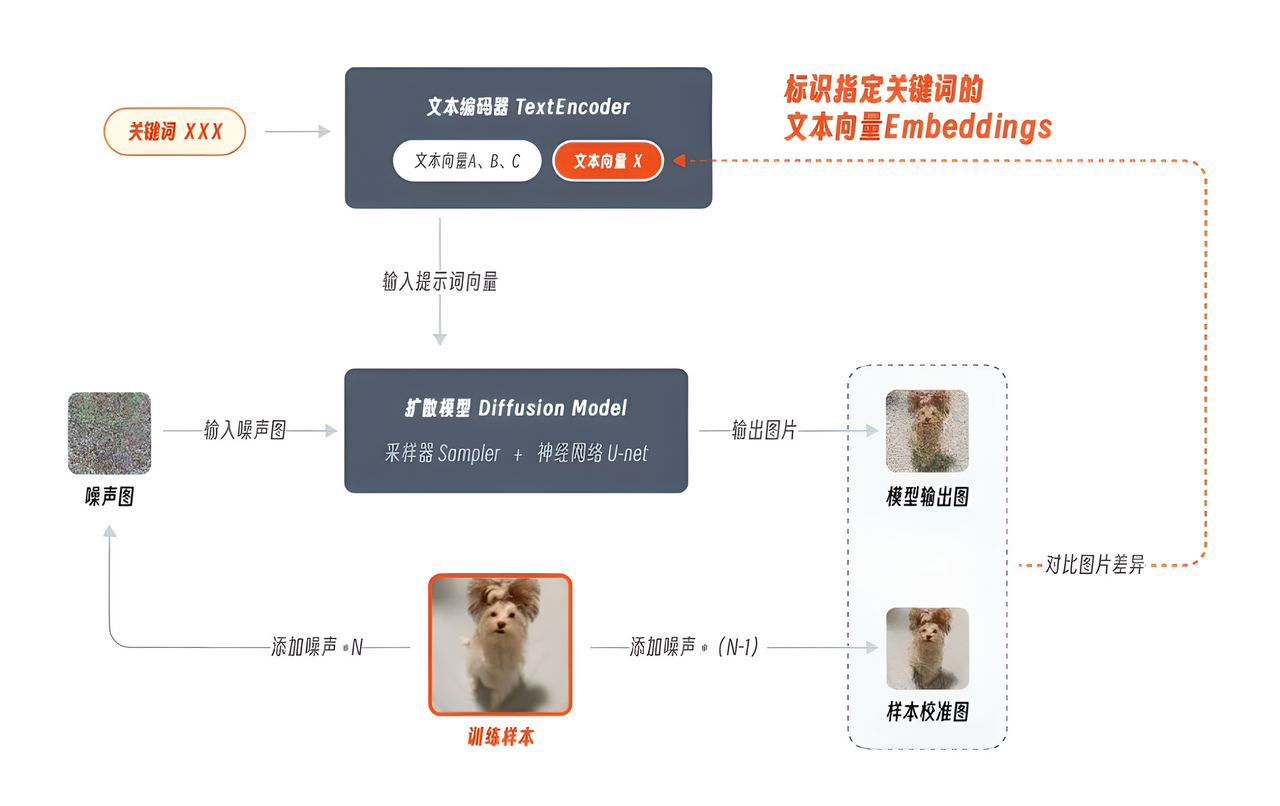 标识指定关键词的
文本向量Embeddings
关键词 XXX
文本编码器 TextEncoder
文本向量A、B、C
文本向量 X
输入提示词向量
噪声图
输入噪声图
扩散模型 Diffusion Model
采样器 Sampler + 神经网络 U-net
输出图片
模型输出图
对比图片差异
添加噪声 * N
训练样本
添加噪声 * (N-1)
样本校准图